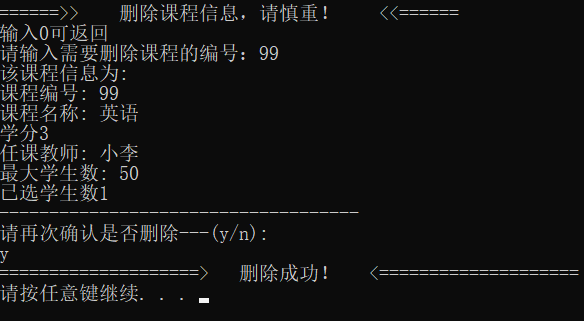 ======>>    删除课程信息，请慎重！    <<======
输入0可返回
请输入需要删除课程的编号：99
该课程信息为:
课程编号: 99
课程名称: 英语
学分3
任课教师: 小李
最大学生数: 50
已选学生数1
------------------------------------
请再次确认是否删除---(y/n):
y
====================>   删除成功！   <====================
请按任意键继续. . .